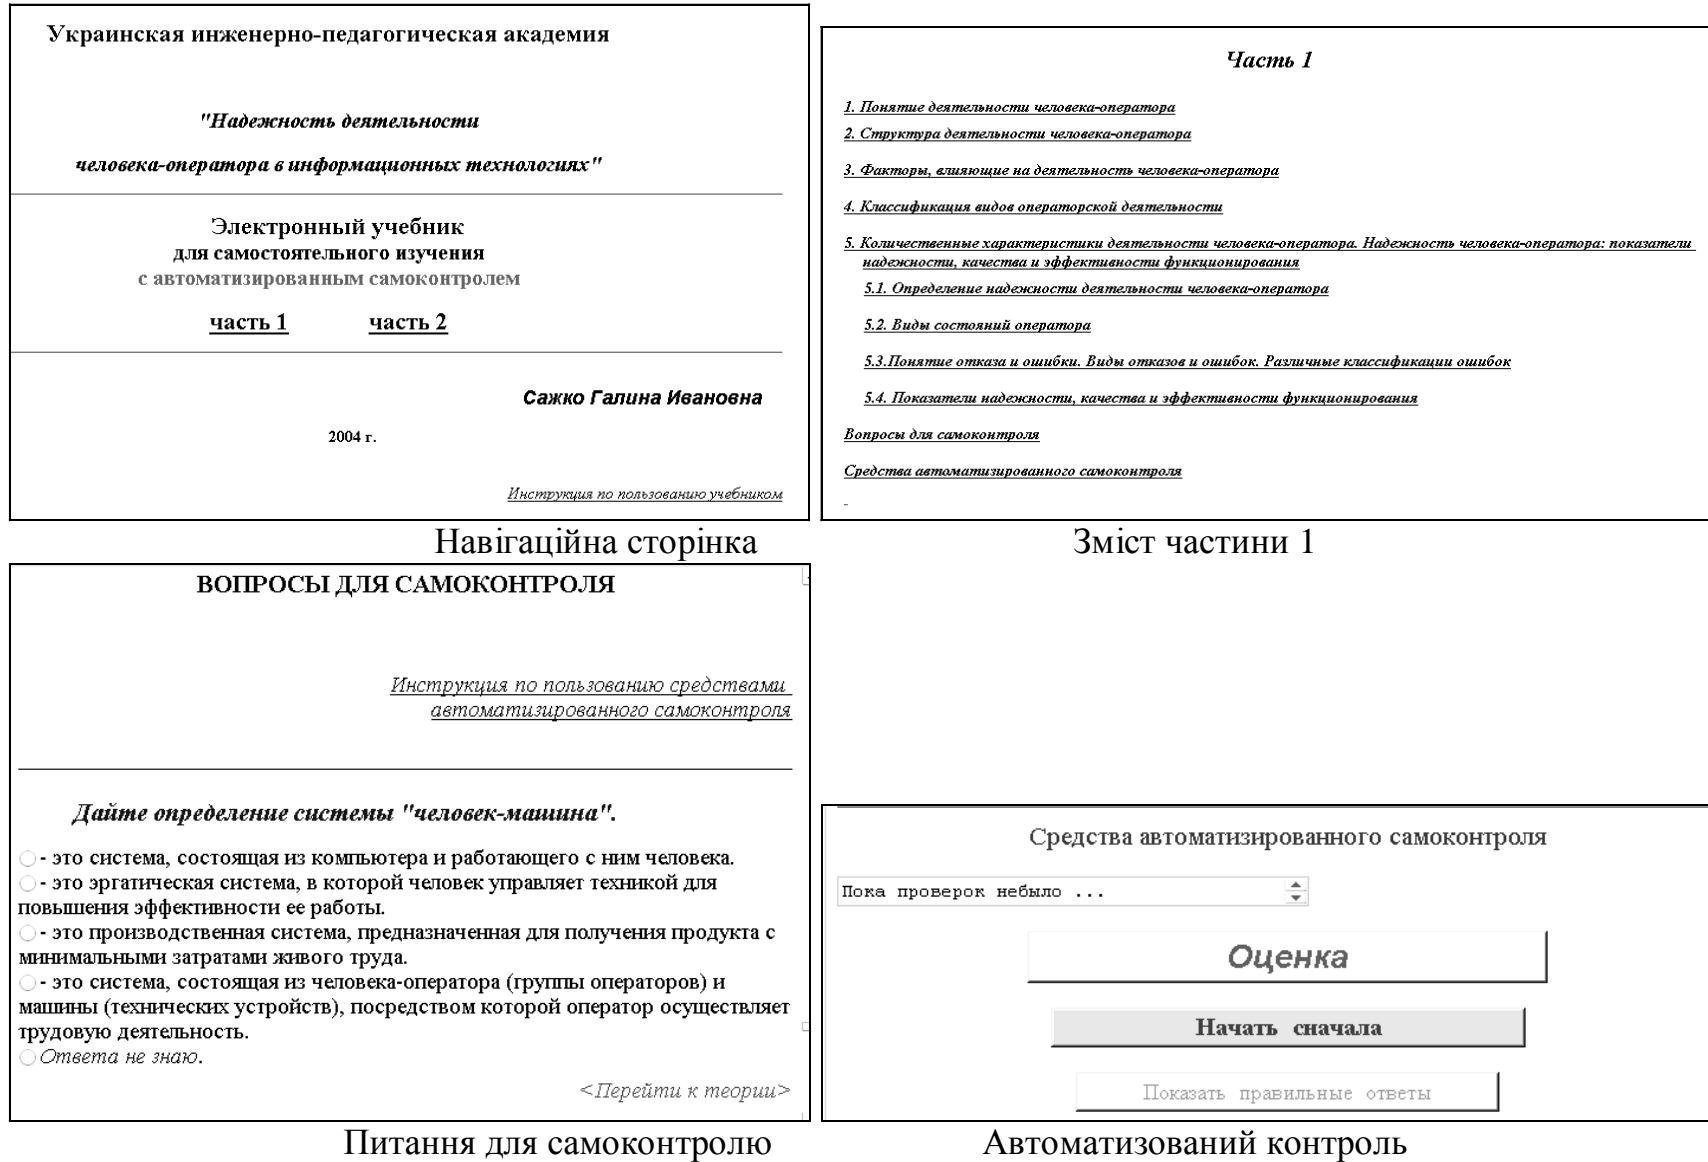 Украинская инженерно-педагогическая академия
"Надежность деятельности
человека-оператора в информационных технологиях"
Электронный учебник
для самостоятельного изучения
с автоматизированным самоконтролем
часть 1 часть 2
Сажко Галина Ивановна
2004 г.
Инструкция по пользованию учебником
Навігаційна сторінка
Часть 1
1. Понятие деятельности человека-оператора
2. Структура деятельности человека-оператора
3. Факторы, влияющие на деятельность человека-оператора
4. Классификация видов операторской деятельности
5. Количественные характеристики деятельности человека-оператора. Надежность человека-оператора: показатели
надежности, качества и эффективности функционирования
5.1. Определение надежности деятельности человека-оператора
5.2. Виды состояний оператора
5.3.Понятие отказа и ошибки. Виды отказов и ошибок. Различные классификации ошибок
5.4. Показатели надежности, качества и эффективности функционирования
Вопросы для самоконтроля
Средства автоматизированного самоконтроля
Зміст частини 1
ВОПРОСЫ ДЛЯ САМОКОНТРОЛЯ
Инструкция по пользованию средствами
автоматизированного самоконтроля
Дайте определение системы "человек-машина".
- это система, состоящая из компьютера и работающего с ним человека.
- это эргатическая система, в которой человек управляет техникой для
повышения эффективности ее работы.
- это производственная система, предназначенная для получения продукта с
минимальными затратами живого труда.
- это система, состоящая из человека-оператора (группы операторов) и
машины (технических устройств), посредством которой оператор осуществляет
трудовую деятельность.
Ответа не знаю.
<Перейти к теории>
Питання для самоконтролю
Средства автоматизированного самоконтроля
Пока проверок небыло ...
Оценка
Начать сначала
Показать правильные ответы
Автоматизований контроль